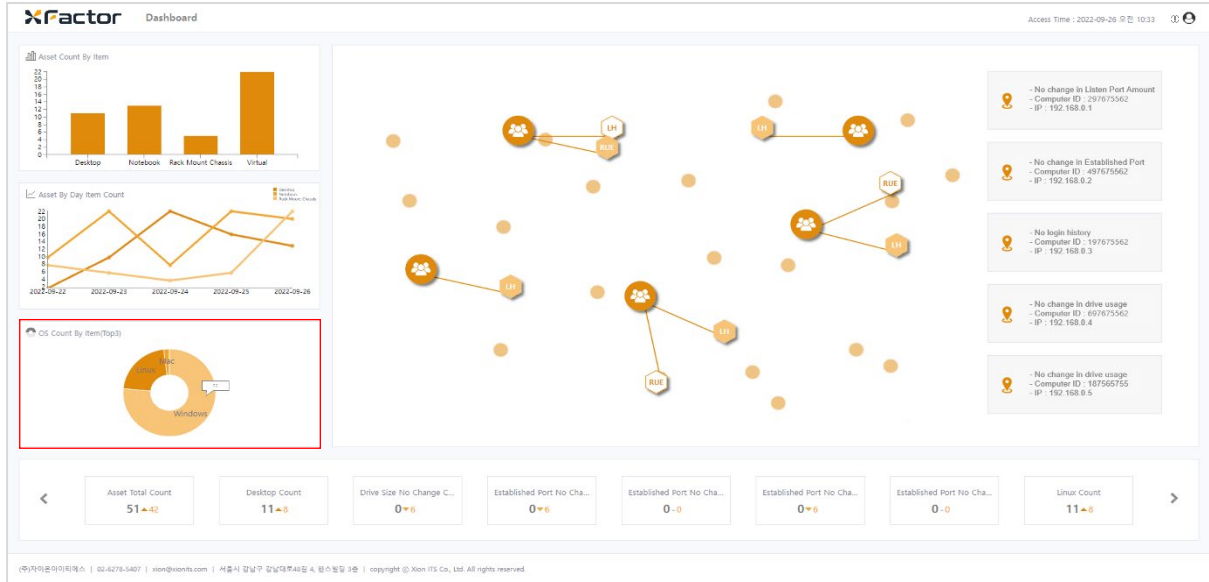 XFactor Dashboard
Access Time : 2022-09-26 오전 10:33
Asset Count By Item
22
20
18
16
14
12
10
8
6
4
2
0
Desktop Notebook Rack Mount Chassis Virtual
Asset By Day Item Count
Desktop
Notebook
Rack Mount Chassis
22
20
18
16
14
12
10
8
6
4
2
2022-09-22 2022-09-23 2022-09-24 2022-09-25 2022-09-26
OS Count By Item(Top3)
Mac
Linux
Windows
LH
RUE
LH
RUE
LH
LH
LH
RUE
- No change in Listen Port Amount
- Computer ID : 297675562
- IP : 192.168.0.1
- No change in Established Port
- Computer ID : 497675562
- IP : 192.168.0.2
- No login history
- Computer ID : 197675562
- IP : 192.168.0.3
- No change in drive usage
- Computer ID : 697675562
- IP : 192.168.0.4
- No change in drive usage
- Computer ID : 187565755
- IP : 192.168.0.5
Asset Total Count
51 ▲42
Desktop Count
11 ▲8
Drive Size No Change C...
0 ▼6
Established Port No Cha...
0 ▼6
Established Port No Cha...
0 - 0
Established Port No Cha...
0 ▼6
Established Port No Cha...
0 - 0
Linux Count
11 ▲8
(주)자이온아이티에스 | 02-6278-5407 | xion@xionits.com | 서울시 강남구 강남대로48길 4, 3층 | copyright ⓒ Xion ITS Co., Ltd. All rights reserved.